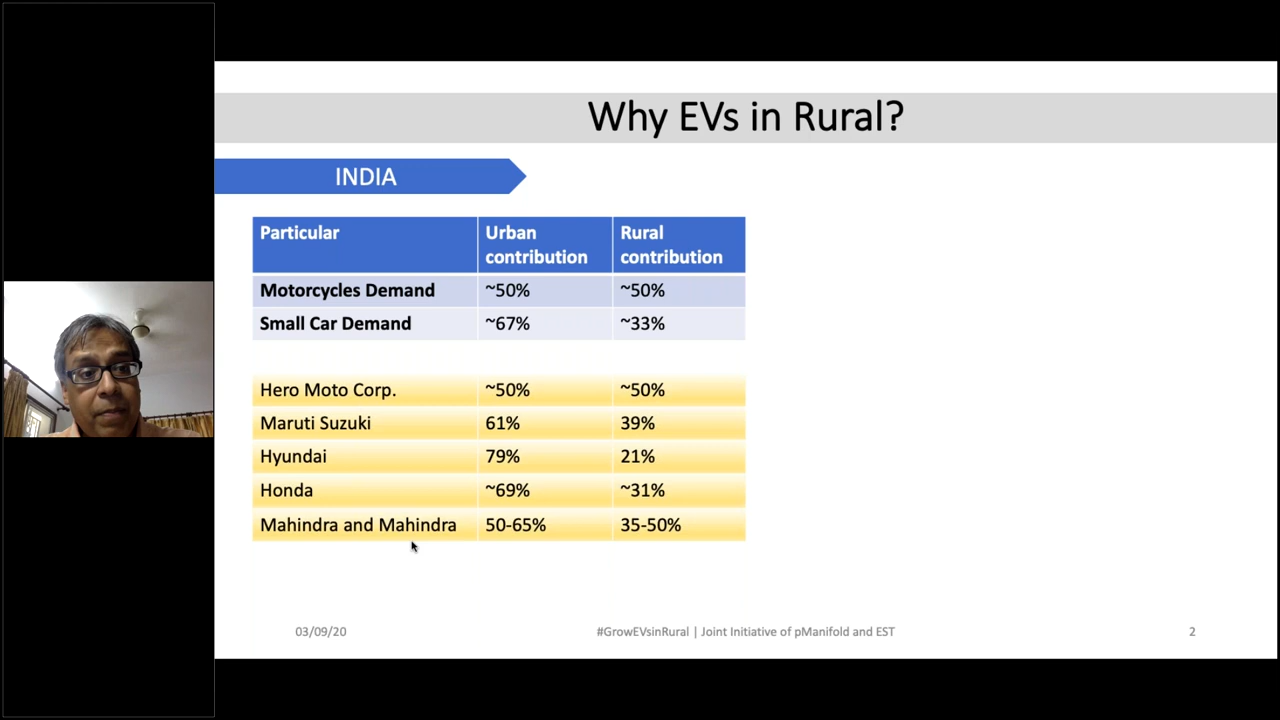 Why EVs in Rural?
INDIA
Particular Urban contribution Rural contribution
Motorcycles Demand ~50% ~50%
Small Car Demand ~67% ~33%
Hero Moto Corp. ~50% ~50%
Maruti Suzuki 61% 39%
Hyundai 79% 21%
Honda ~69% ~31%
Mahindra and Mahindra 50-65% 35-50%
03/09/20 #GrowEVsinRural | Joint Initiative of pManifold and EST 2